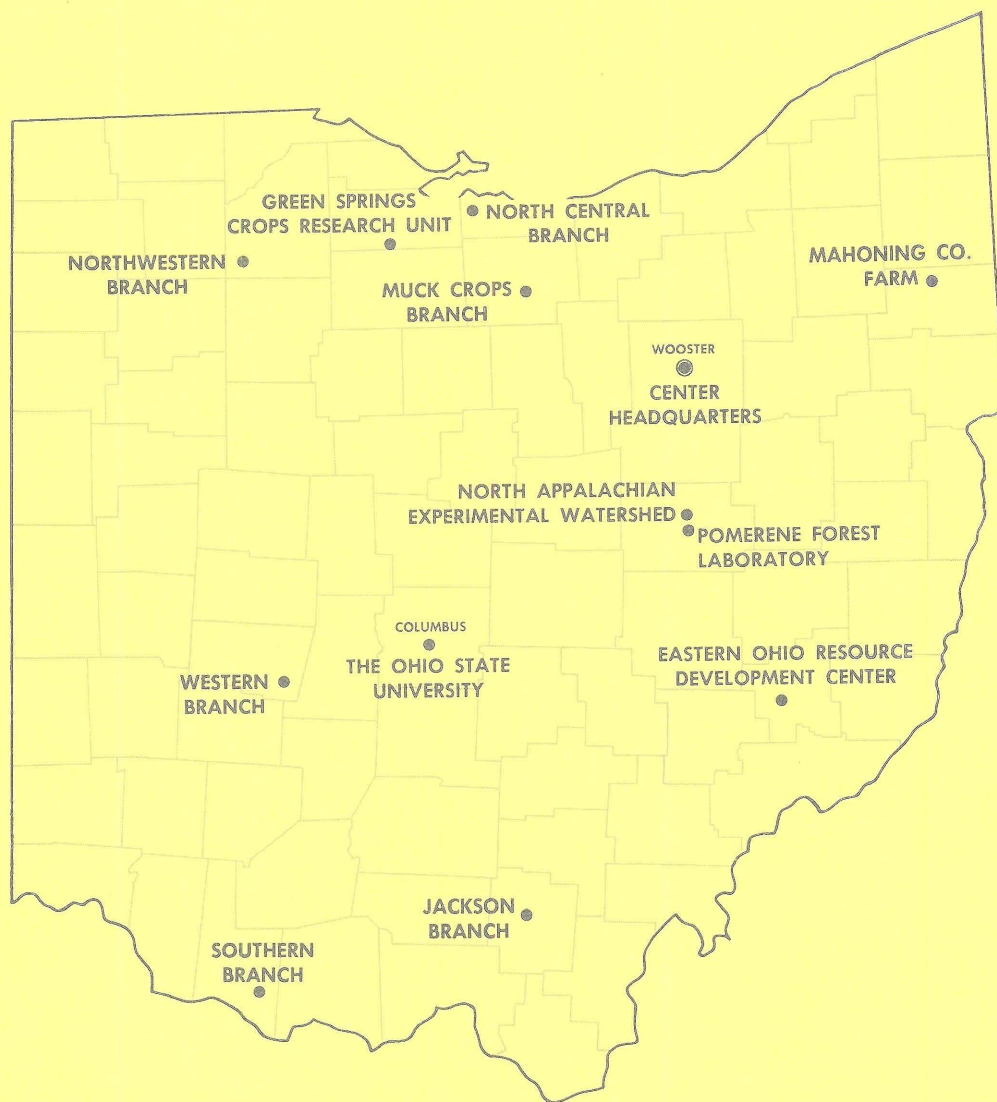 GREEN SPRINGS
CROPS RESEARCH UNIT
NORTH CENTRAL
BRANCH
NORTHWESTERN
BRANCH
MUCK CROPS
BRANCH
MAHONING CO.
FARM
WOOSTER
CENTER
HEADQUARTERS
NORTH APPALACHIAN
EXPERIMENTAL WATERSHED
POMERENE FOREST
LABORATORY
COLUMBUS
THE OHIO STATE
UNIVERSITY
EASTERN OHIO RESOURCE
DEVELOPMENT CENTER
WESTERN
BRANCH
JACKSON
BRANCH
SOUTHERN
BRANCH